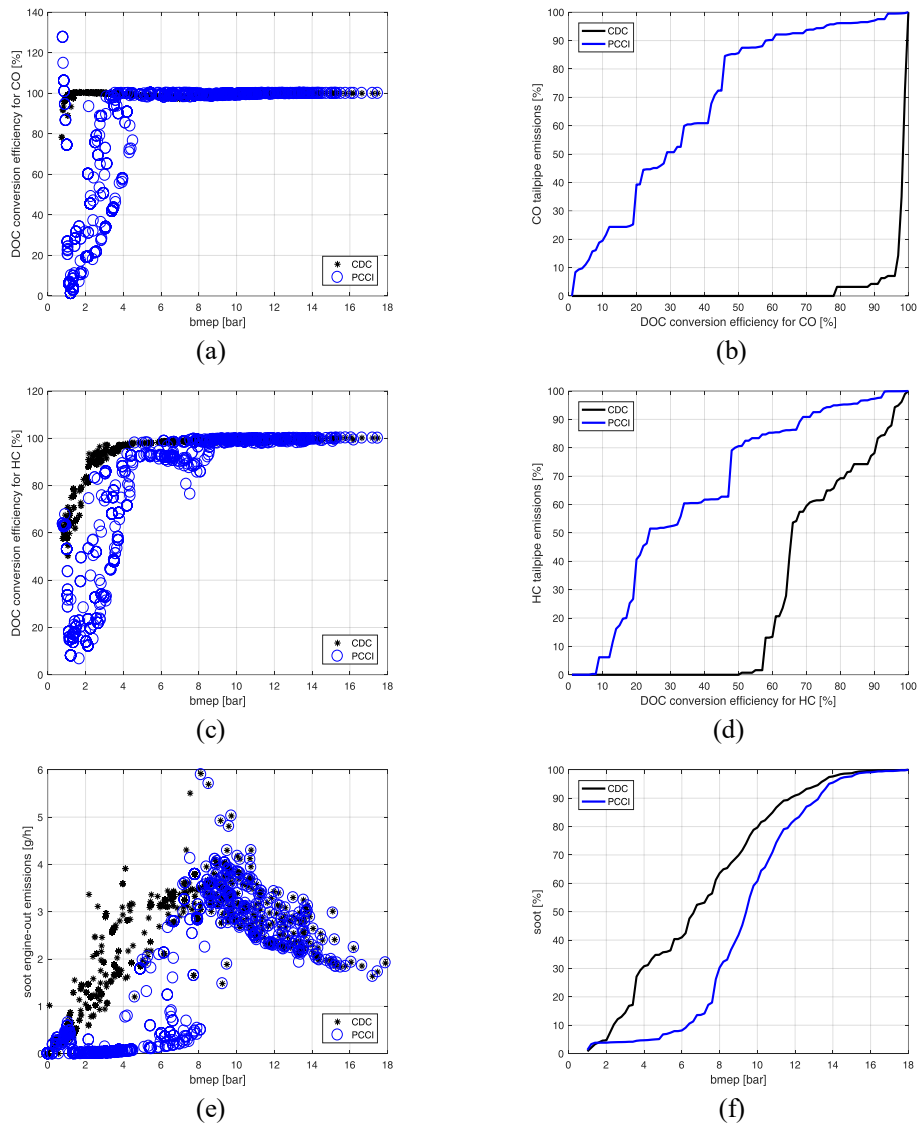 DOC conversion efficiency for CO [%]
140
120
100
80
60
40
20
0
0 2 4 6 8 10 12 14 16 18
bmep [bar]
CDC
PCCI
(a)
CO tailpipe emissions [%]
100
90
80
70
60
50
40
30
20
10
0
0 10 20 30 40 50 60 70 80 90 100
DOC conversion efficiency for CO [%]
CDC
PCCI
(b)
DOC conversion efficiency for HC [%]
120
100
80
60
40
20
0
0 2 4 6 8 10 12 14 16 18
bmep [bar]
CDC
PCCI
(c)
HC tailpipe emissions [%]
100
90
80
70
60
50
40
30
20
10
0
0 10 20 30 40 50 60 70 80 90 100
DOC conversion efficiency for HC [%]
CDC
PCCI
(d)
soot engine-out emissions [g/h]
6
5
4
3
2
1
0
0 2 4 6 8 10 12 14 16 18
bmep [bar]
CDC
PCCI
(e)
soot [%]
100
90
80
70
60
50
40
30
20
10
0
0 2 4 6 8 10 12 14 16 18
bmep [bar]
CDC
PCCI
(f)